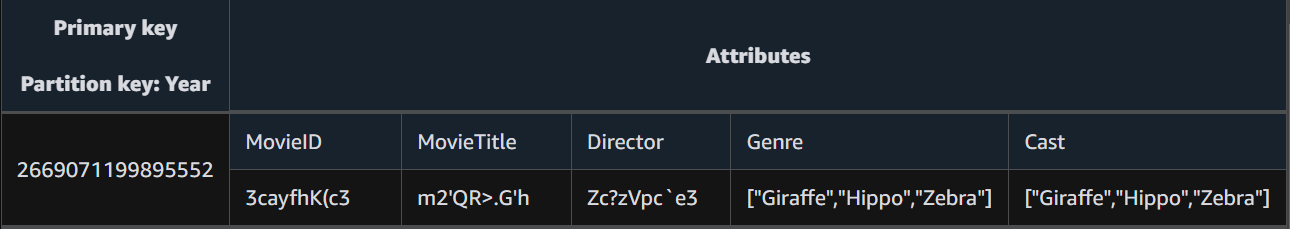 Primary key
Partition key: Year
Attributes
2669071199895552
MovieID MovieTitle Director Genre Cast
3cayfhK(c3 m2'QR>.G'h Zc?zVpc`e3 ["Giraffe","Hippo","Zebra"] ["Giraffe","Hippo","Zebra"]